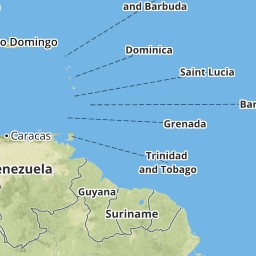 and Barbuda
o Domingo
Dominica
Saint Lucia
Bar
Grenada
Caracas
Trinidad
and Tobago
enezuela
Guyana
Suriname